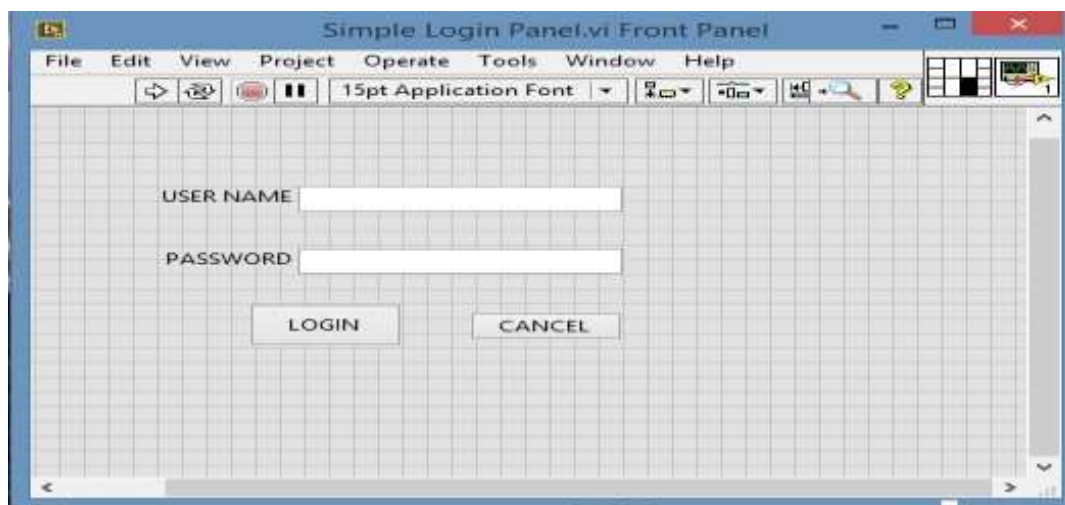 Simple Login Panel.vi Front Panel
File Edit View Project Operate Tools Window Help
15pt Application Font
1
USER NAME
PASSWORD
LOGIN CANCEL